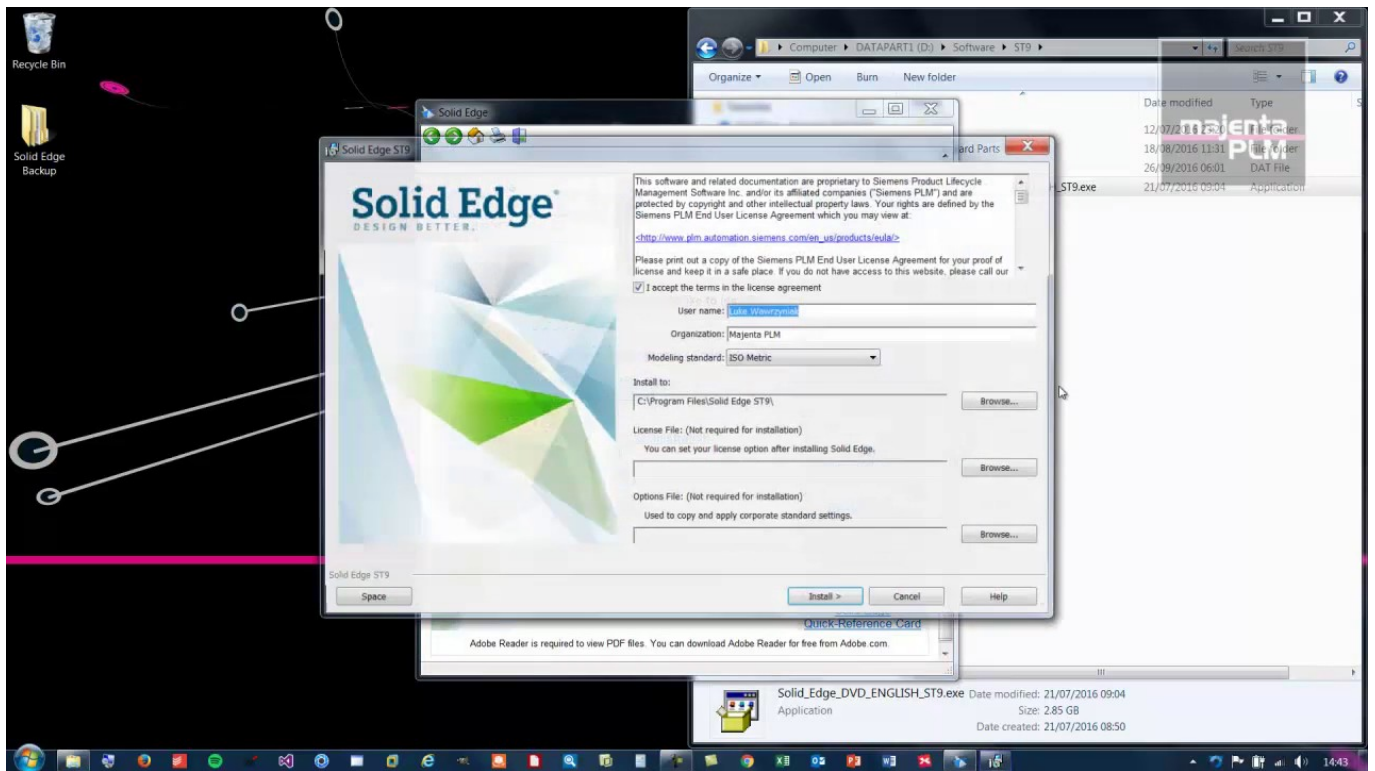 Recycle Bin
Solid Edge
Backup
Computer ▸ DATAPART1 (D:) ▸ Software ▸ ST9 ▸
Search ST9
Organize
Open
Burn
New folder
Date modified
Type
majenta
PLM
12/07/2016 23:20
File folder
18/08/2016 11:31
File folder
26/09/2016 06:01
DAT File
_ST9.exe
21/07/2016 09:04
Application
Solid Edge
Solid Edge ST9
ard Parts
Solid Edge
DESIGN BETTER.
This software and related documentation are proprietary to Siemens Product Lifecycle
Management Software Inc. and/or its affiliated companies ("Siemens PLM") and are
protected by copyright and other intellectual property laws. Your rights are defined by the
Siemens PLM End User License Agreement which you may view at:
<http://www.plm.automation.siemens.com/en_us/products/eula/>
Please print out a copy of the Siemens PLM End User License Agreement for your proof of
license and keep it in a safe place. If you do not have access to this website, please call our
I accept the terms in the license agreement
User name: Luke Wawrzyniak
Organization: Majenta PLM
Modeling standard: ISO Metric
Install to:
C:\Program Files\Solid Edge ST9\
Browse...
License File: (Not required for installation)
You can set your license option after installing Solid Edge.
Browse...
Options File: (Not required for installation)
Used to copy and apply corporate standard settings.
Browse...
Solid Edge ST9
Space
Install >
Cancel
Help
Quick-Reference Card
Adobe Reader is required to view PDF files. You can download Adobe Reader for free from Adobe.com.
Solid_Edge_DVD_ENGLISH_ST9.exe Date modified: 21/07/2016 09:04
Application
Size: 2.85 GB
Date created: 21/07/2016 08:50
14:43